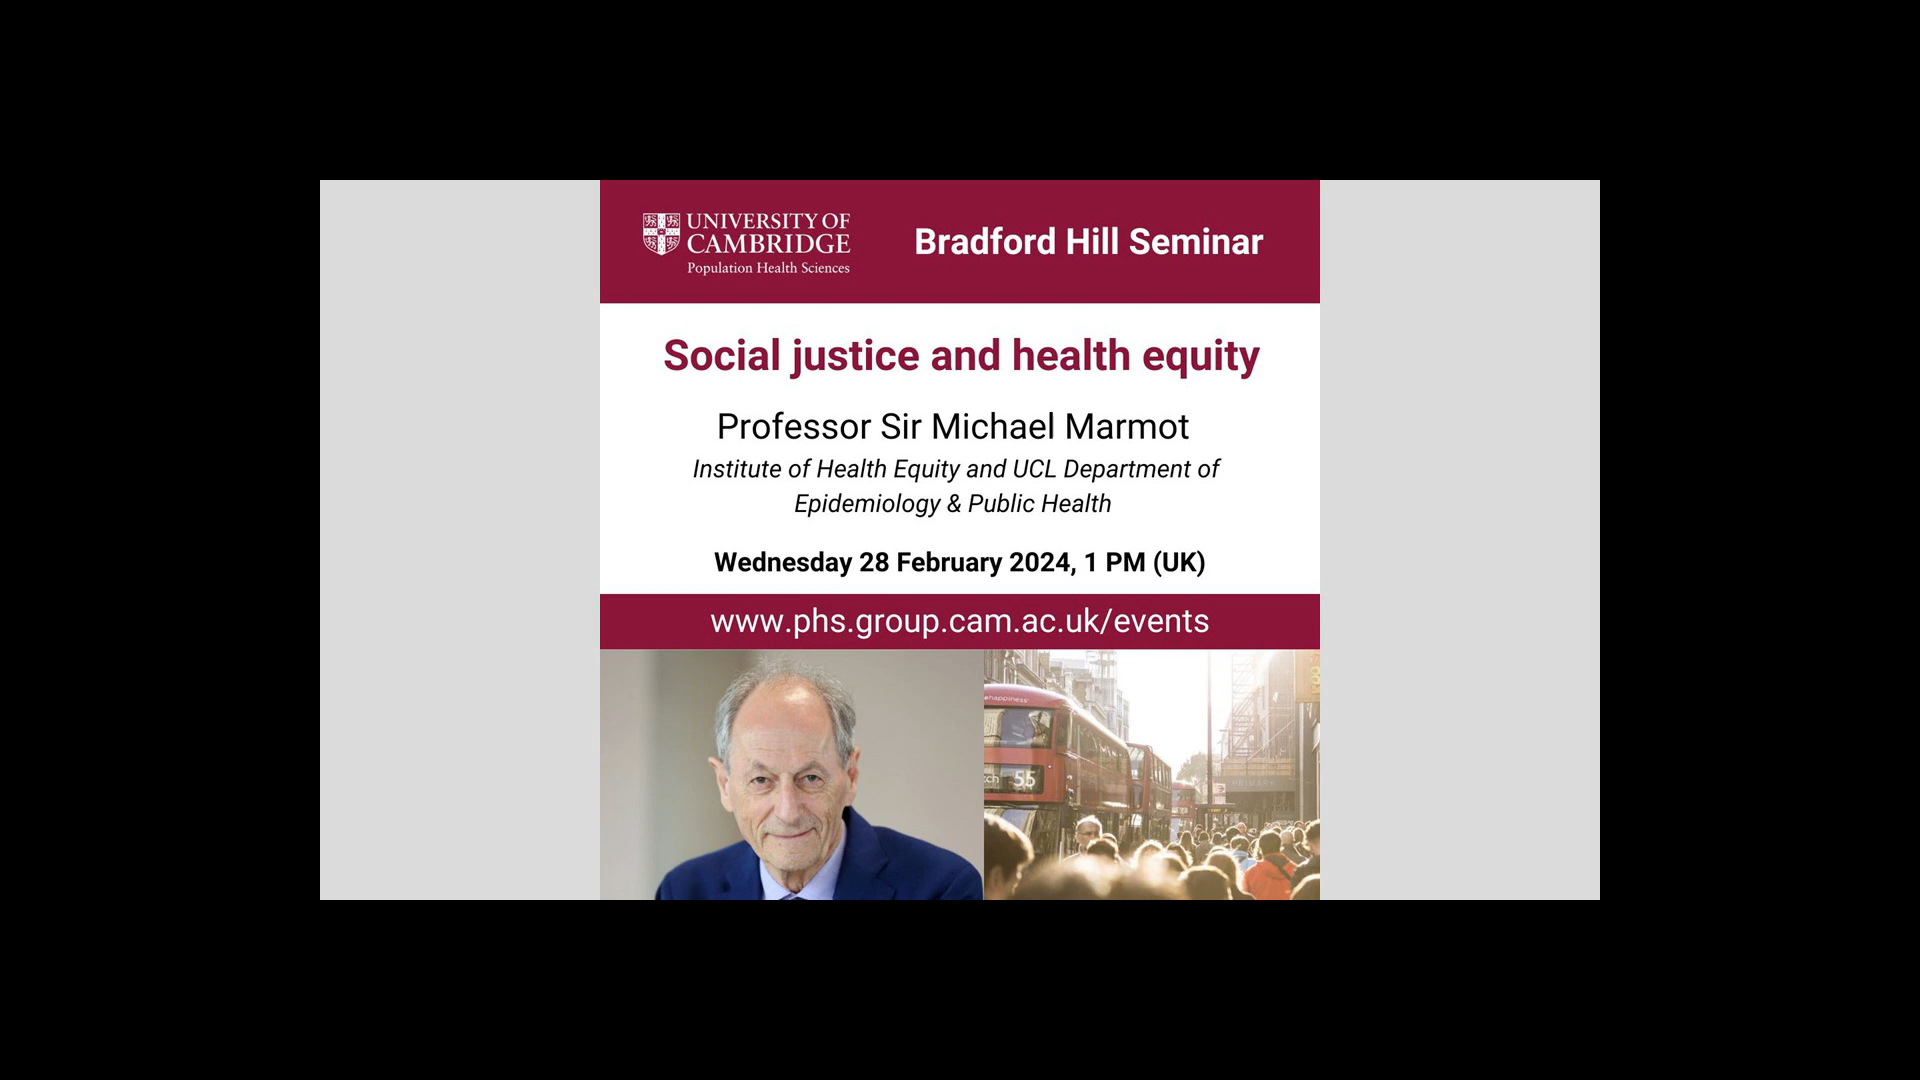 UNIVERSITY OF
CAMBRIDGE
Population Health Sciences
Bradford Hill Seminar
Social justice and health equity
Professor Sir Michael Marmot
Institute of Health Equity and UCL Department of
Epidemiology & Public Health
Wednesday 28 February 2024, 1 PM (UK)
www.phs.group.cam.ac.uk/events
happiness
55